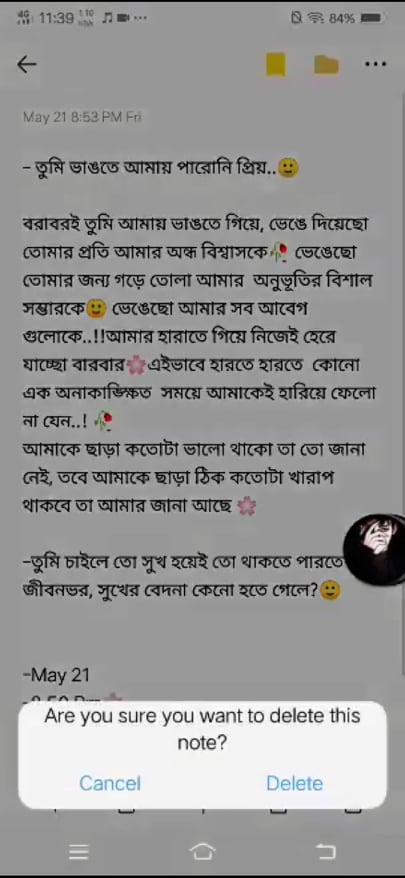 4G 11:39 1.10 84%
May 21 8:53 PM Fri
- তুমি ভাঙতে আমায় পারোনি প্রিয়..🙂
বরাবরই তুমি আমায় ভাঙতে গিয়ে, ভেঙে দিয়েছো
তোমার প্রতি আমার অন্ধ বিশ্বাসকে🥀 ভেঙেছো
তোমার জন্য গড়ে তোলা আমার অনুভূতির বিশাল
সম্ভারকে🙂 ভেঙেছো আমার সব আবেগ
গুলোকে..!!আমার হারাতে গিয়ে নিজেই হেরে
যাচ্ছো বারবার🌸এইভাবে হারতে হারতে কোনো
এক অনাকাঙ্ক্ষিত সময়ে আমাকেই হারিয়ে ফেলো
না যেন..! 🥀
আমাকে ছাড়া কতোটা ভালো থাকো তা তো জানা
নেই, তবে আমাকে ছাড়া ঠিক কতোটা খারাপ
থাকবে তা আমার জানা আছে 🌸
-তুমি চাইলে তো সুখ হয়েই তো থাকতে পারতে
জীবনভর, সুখের বেদনা কেনো হতে গেলে?🙂
-May 21
Are you sure you want to delete this
note?
Cancel Delete